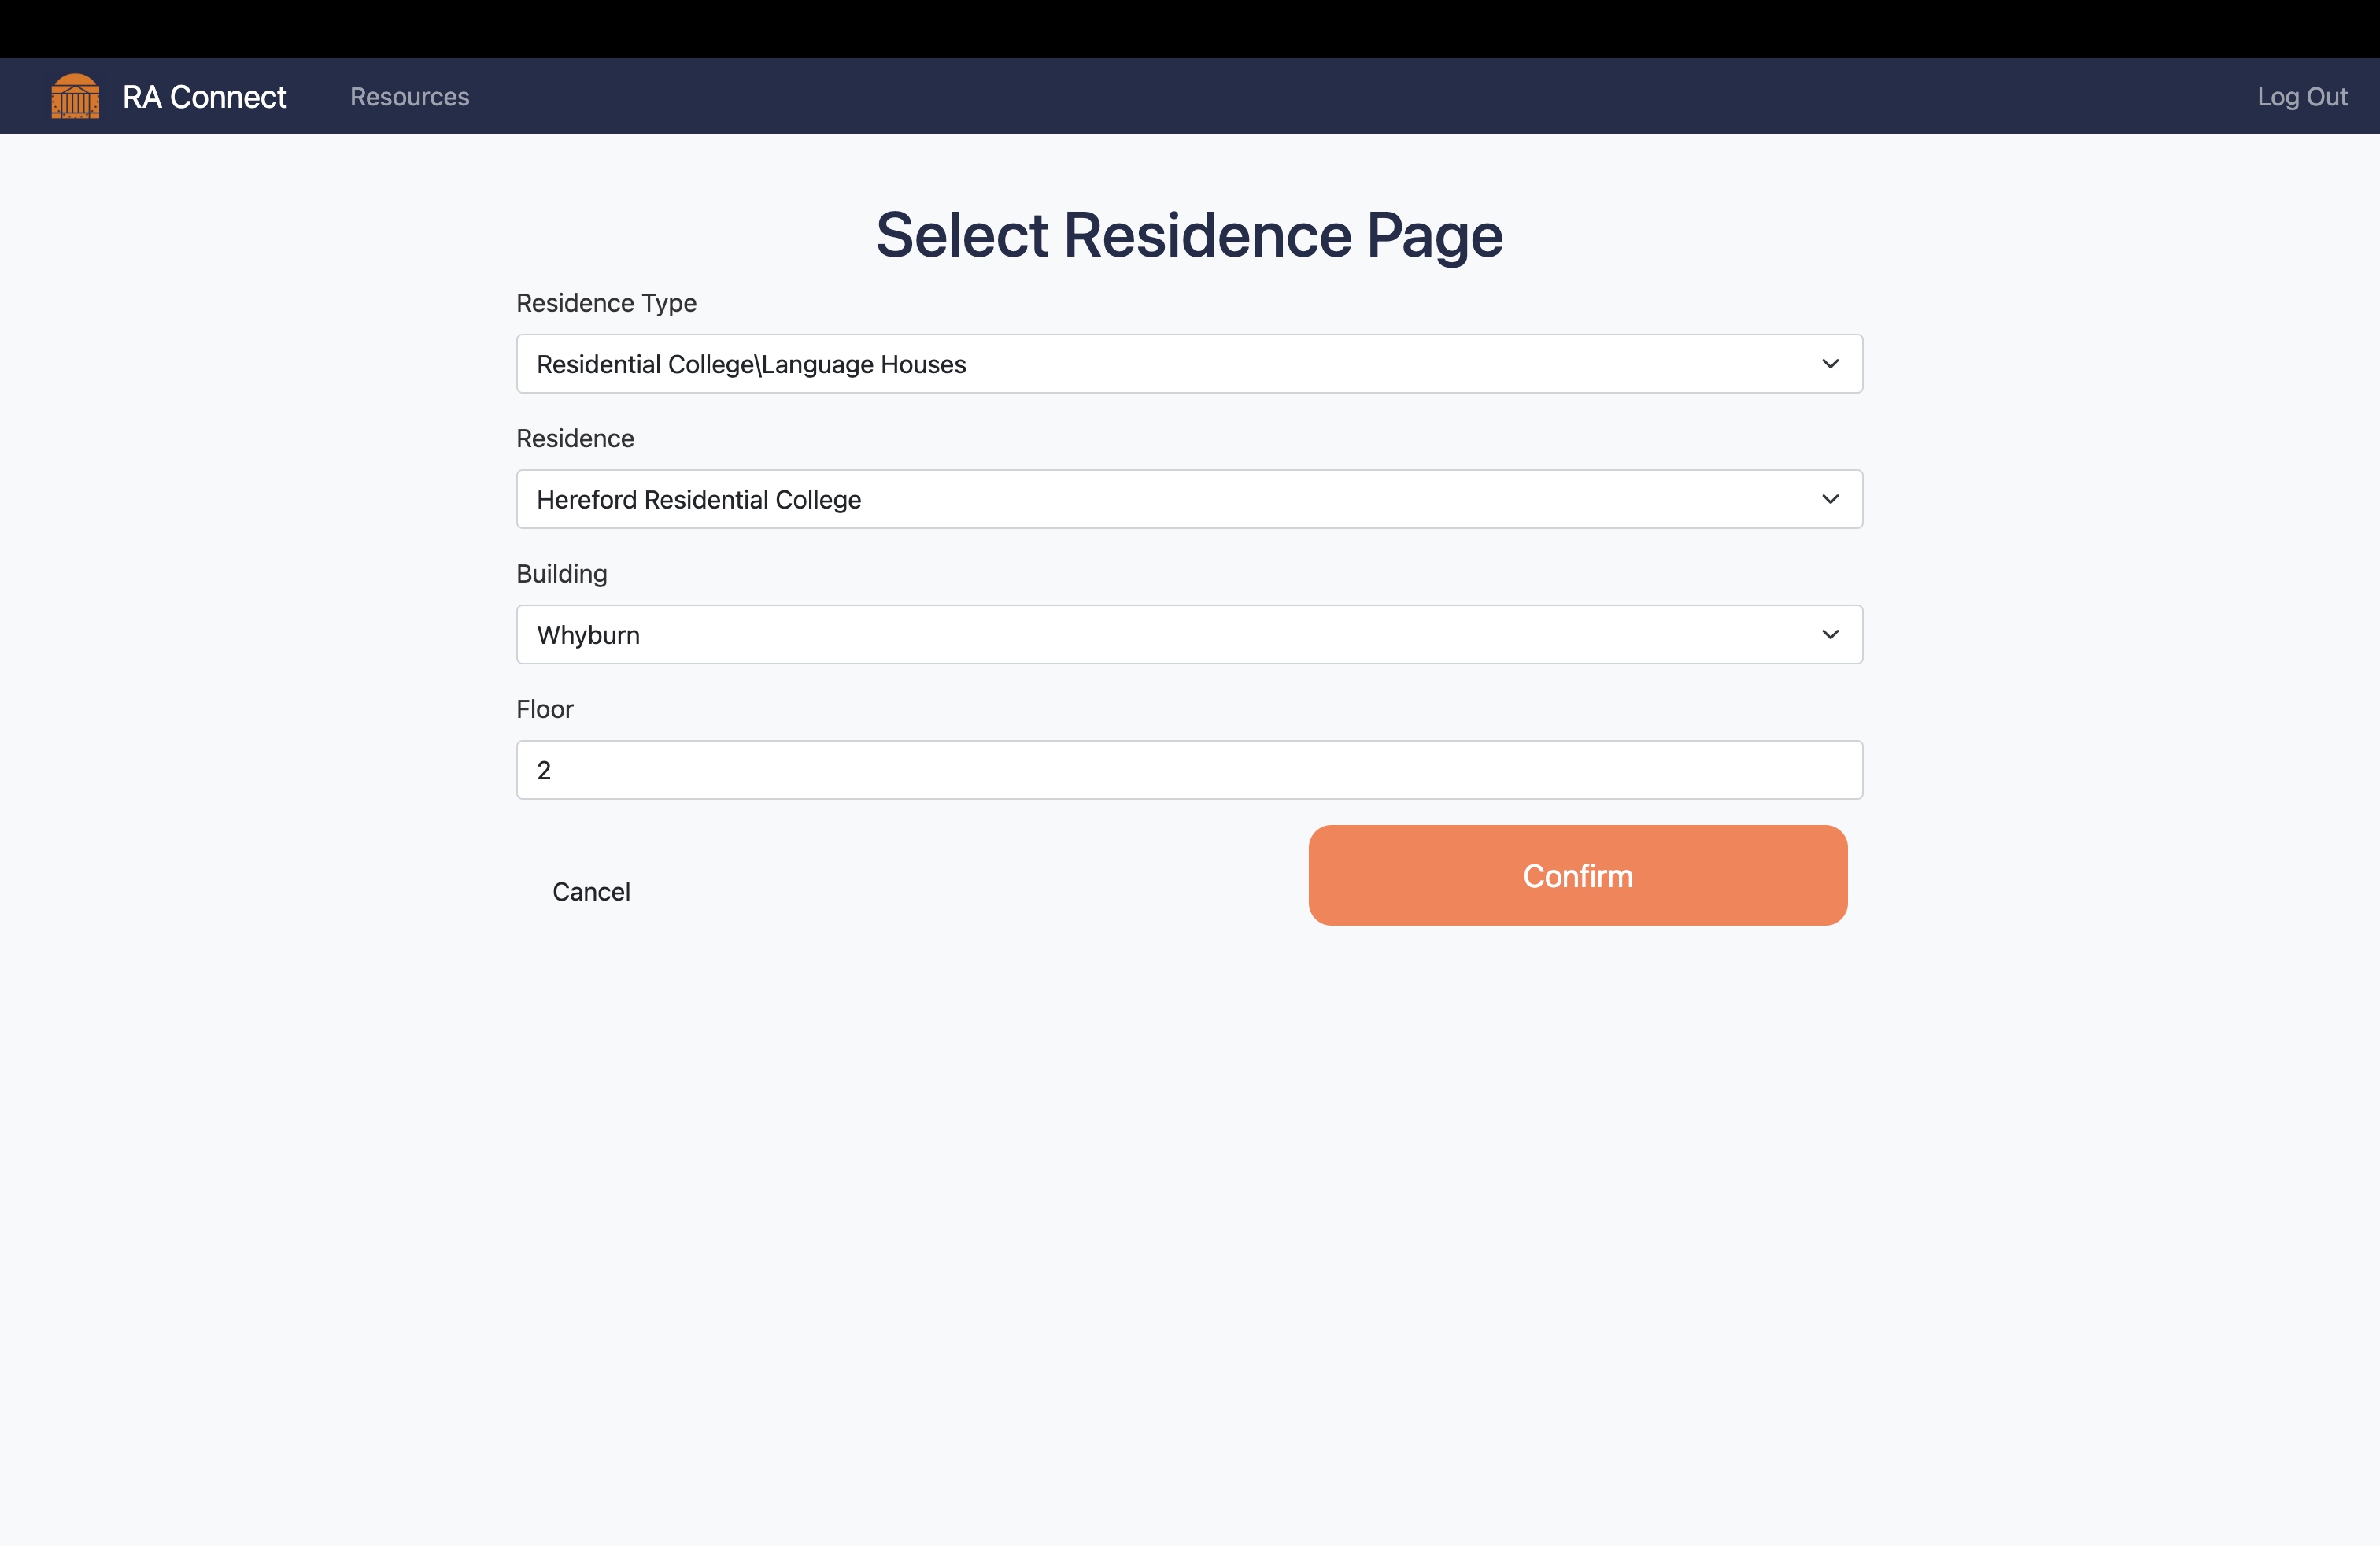 RA Connect
Resources
Log Out
Select Residence Page
Residence Type
Residential College\Language Houses
Residence
Hereford Residential College
Building
Whyburn
Floor
2
Cancel
Confirm